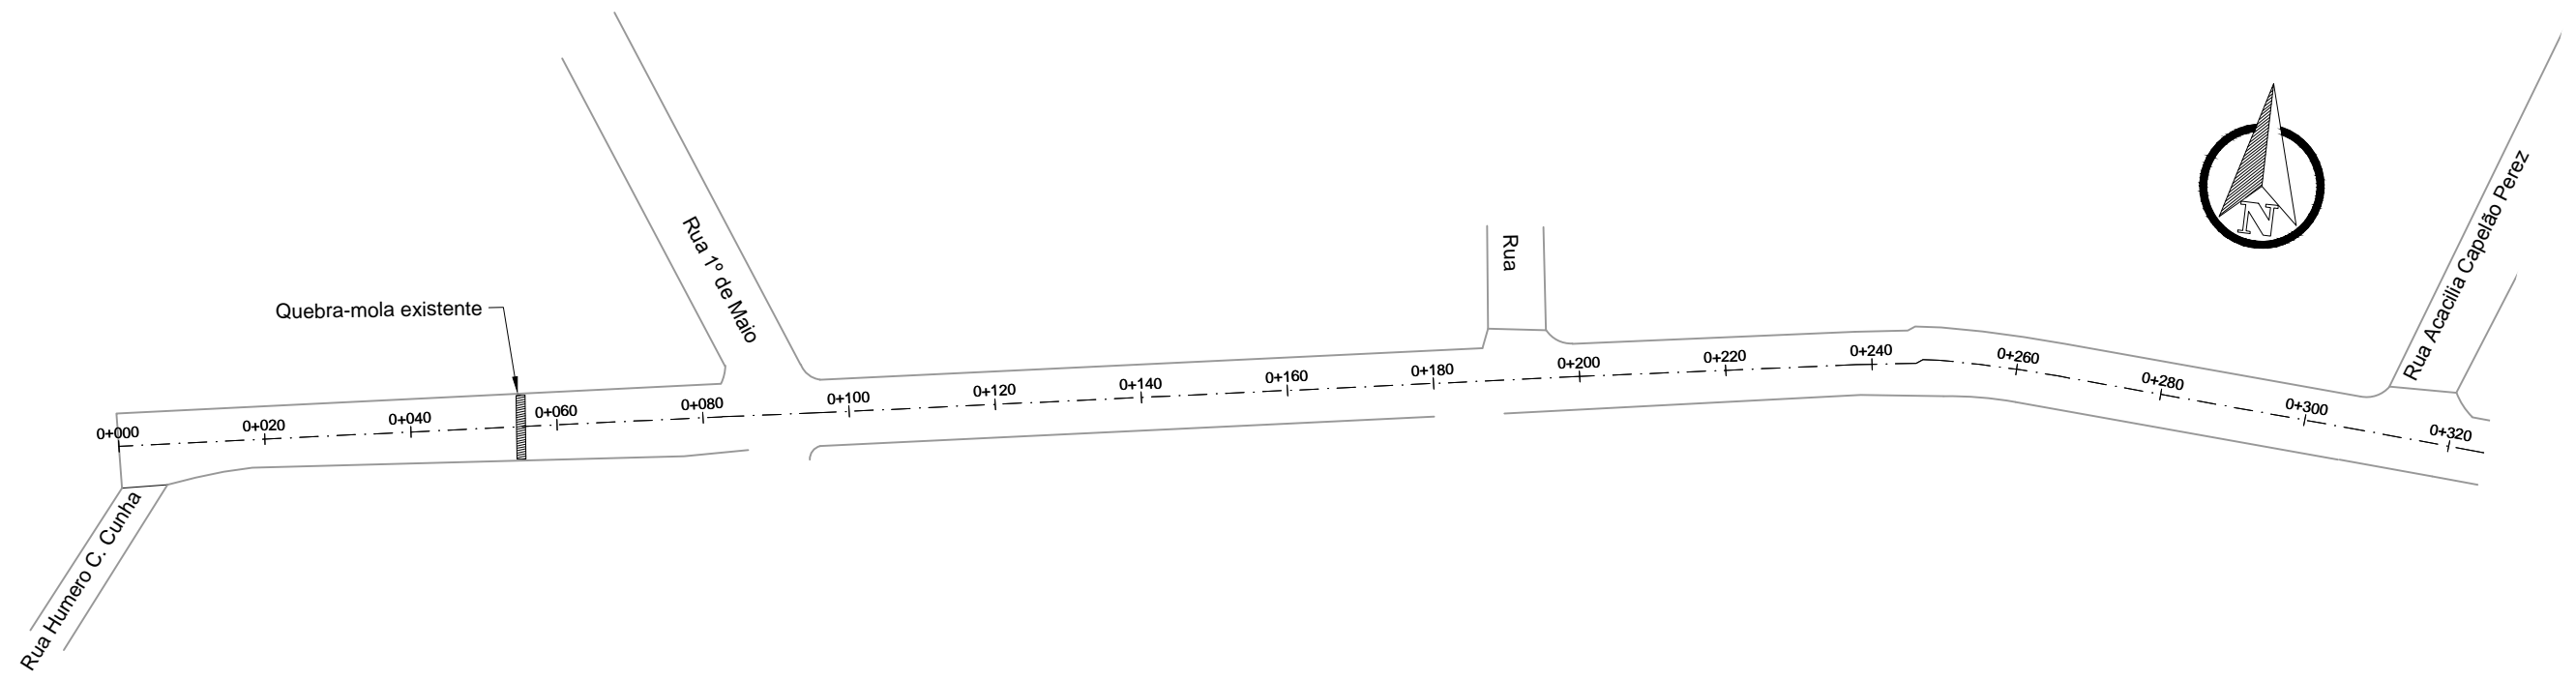 Rua 1º de Maio
Rua
N
Rua Acacilia Capelão Perez
Quebra-mola existente
0+000
0+020
0+040
0+060
0+080
0+100
0+120
0+140
0+160
0+180
0+200
0+220
0+240
0+260
0+280
0+300
0+320
Rua Humero C. Cunha